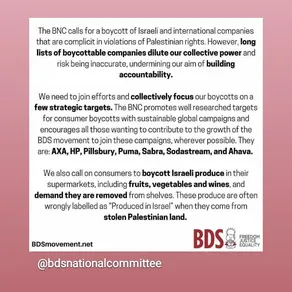 The BNC calls for a boycott of Israeli and international companies
that are complicit in violations of Palestinian rights. However, long
lists of boycottable companies dilute our collective power and
risk being inaccurate, undermining our aim of building
accountability.
We need to join efforts and collectively focus our boycotts on a
few strategic targets. The BNC promotes well researched targets
for consumer boycotts with sustainable global campaigns and
encourages all those wanting to contribute to the growth of the
BDS movement to join these campaigns, wherever possible. They
are: AXA, HP, Pillsbury, Puma, Sabra, Sodastream, and Ahava.
We also call on consumers to boycott Israeli produce in their
supermarkets, including fruits, vegetables and wines, and
demand they are removed from shelves. These produce are often
wrongly labelled as "Produced in Israel" when they come from
stolen Palestinian land.
BDSmovement.net
BDS
FREEDOM
JUSTICE
EQUALITY
@bdsnationalcommittee